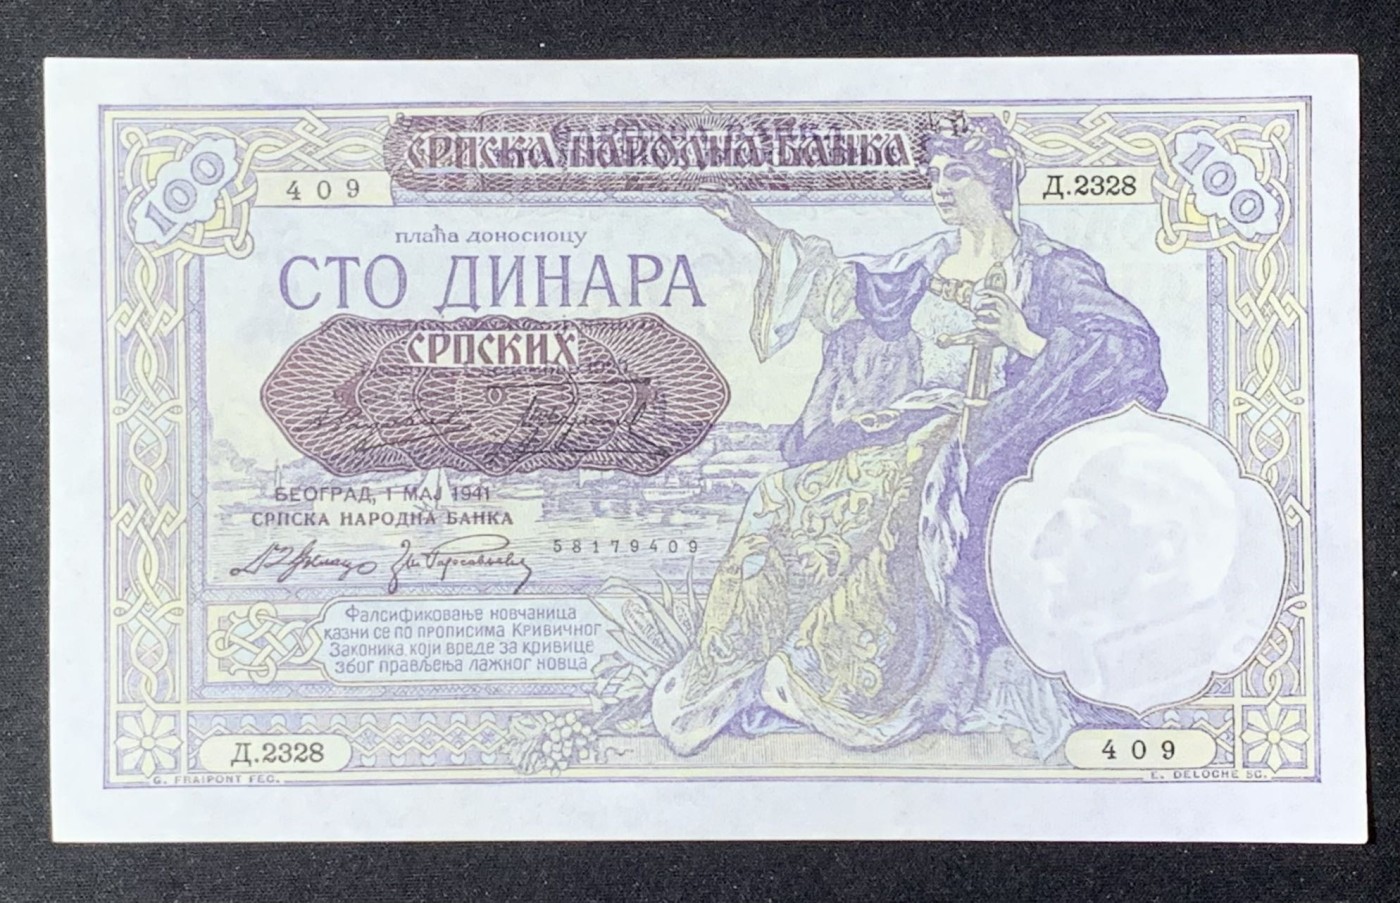 СРПСКА НАРОДНА БАНКА
100
409
Д.2328
100
плаћа доносиоцу
СТО ДИНАРА
СРПСКИХ
БЕОГРАД, 1 МАЈ 1941
СРПСКА НАРОДНА БАНКА
58179409
Фалсификовање новчаница
казни се по прописима Кривичног
Законика, који вреде за кривице
због прављења лажног новца
Д.2328
409
G. FRAIPONT FEC.
E. DELOCHE SC.